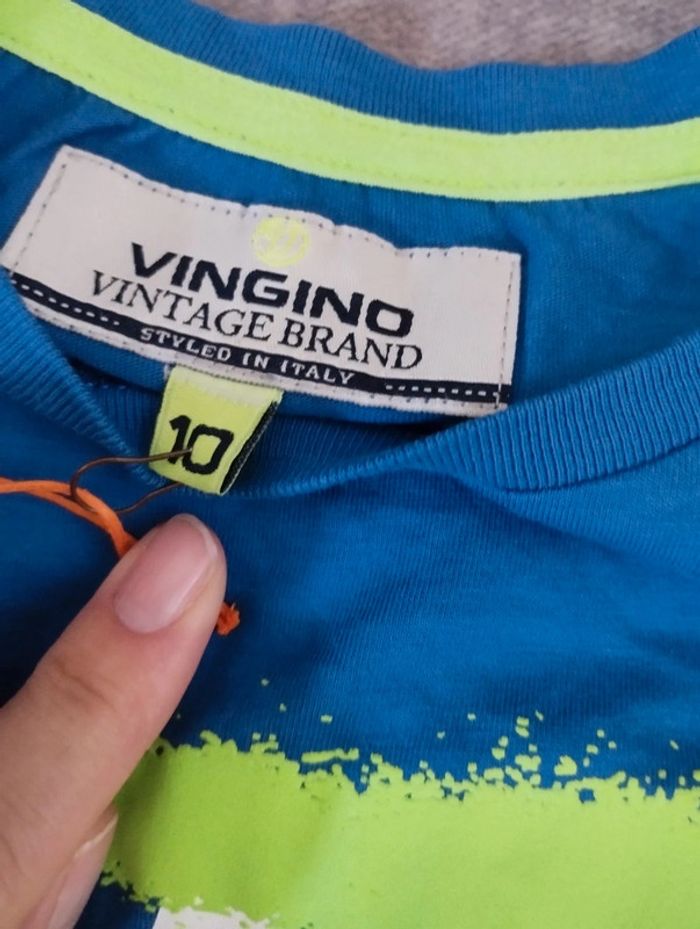 VINGINO
VINTAGE BRAND
STYLED IN ITALY
10